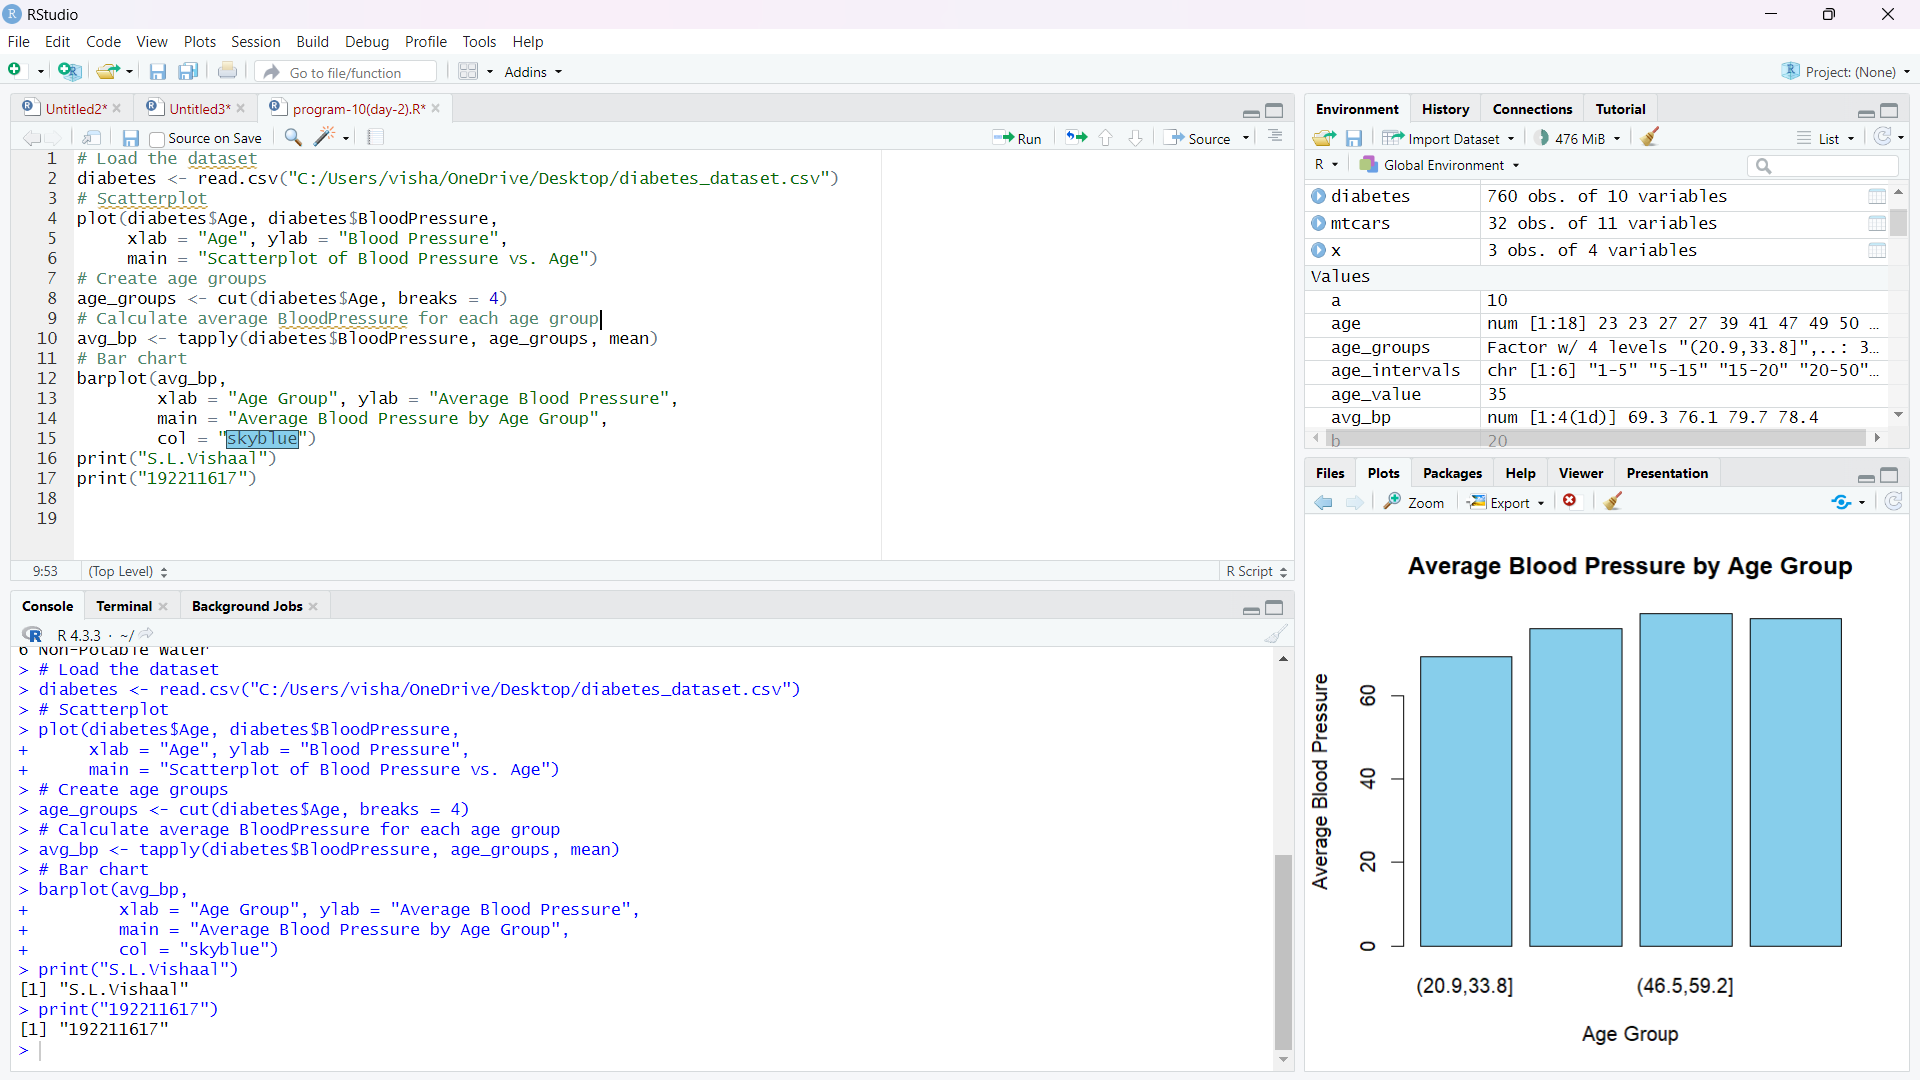 RStudio
File Edit Code View Plots Session Build Debug Profile Tools Help
Go to file/function Addins Project: (None)
Untitled2* Untitled3* program-10(day-2).R*
Source on Save Run Source
1 # Load the dataset
2 diabetes <- read.csv("C:/Users/visha/OneDrive/Desktop/diabetes_dataset.csv")
3 # Scatterplot
4 plot(diabetes$Age, diabetes$BloodPressure,
5 xlab = "Age", ylab = "Blood Pressure",
6 main = "Scatterplot of Blood Pressure vs. Age")
7 # Create age groups
8 age_groups <- cut(diabetes$Age, breaks = 4)
9 # Calculate average BloodPressure for each age group
10 avg_bp <- tapply(diabetes$BloodPressure, age_groups, mean)
11 # Bar chart
12 barplot(avg_bp,
13 xlab = "Age Group", ylab = "Average Blood Pressure",
14 main = "Average Blood Pressure by Age Group",
15 col = "skyblue")
16 print("S.L.Vishaal")
17 print("192211617")
18
19
9:53 (Top Level) R Script
Console Terminal Background Jobs
R 4.3.3 · ~/
6 Non-Potable Water
> # Load the dataset
> diabetes <- read.csv("C:/Users/visha/OneDrive/Desktop/diabetes_dataset.csv")
> # Scatterplot
> plot(diabetes$Age, diabetes$BloodPressure,
+ xlab = "Age", ylab = "Blood Pressure",
+ main = "Scatterplot of Blood Pressure vs. Age")
> # Create age groups
> age_groups <- cut(diabetes$Age, breaks = 4)
> # Calculate average BloodPressure for each age group
> avg_bp <- tapply(diabetes$BloodPressure, age_groups, mean)
> # Bar chart
> barplot(avg_bp,
+ xlab = "Age Group", ylab = "Average Blood Pressure",
+ main = "Average Blood Pressure by Age Group",
+ col = "skyblue")
> print("S.L.Vishaal")
[1] "S.L.Vishaal"
> print("192211617")
[1] "192211617"
>
Environment History Connections Tutorial
Import Dataset 476 MiB List
R Global Environment
diabetes 760 obs. of 10 variables
mtcars 32 obs. of 11 variables
x 3 obs. of 4 variables
Values
a 10
age num [1:18] 23 23 27 27 39 41 47 49 50 ...
age_groups Factor w/ 4 levels "(20.9,33.8]",..: 3...
age_intervals chr [1:6] "1-5" "5-15" "15-20" "20-50"...
age_value 35
avg_bp num [1:4(1d)] 69.3 76.1 79.7 78.4
b 20
Files Plots Packages Help Viewer Presentation
Zoom Export
Average Blood Pressure by Age Group
Average Blood Pressure
60
40
20
0
(20.9,33.8] (46.5,59.2]
Age Group